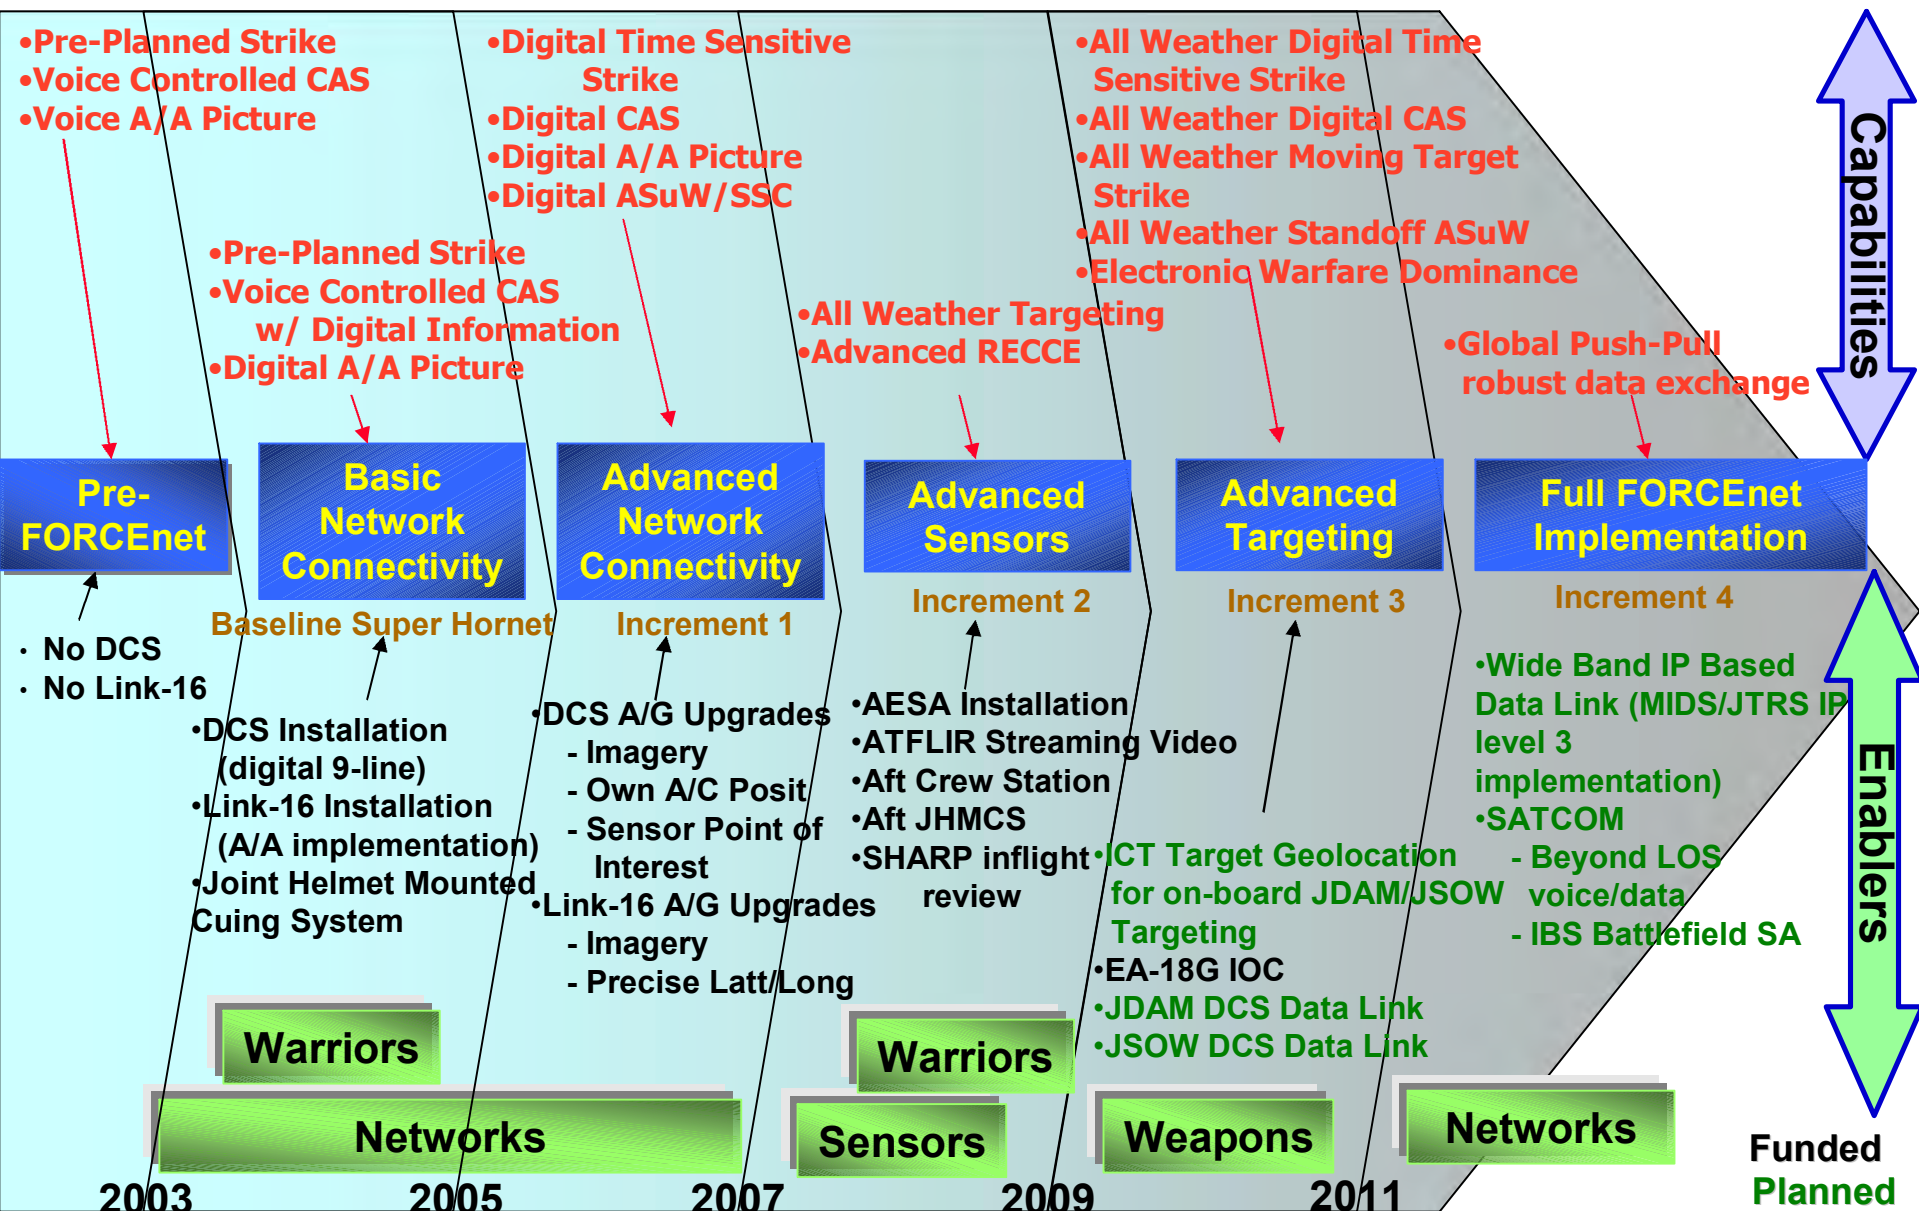 •Pre-Planned Strike
•Voice Controlled CAS
•Voice A/A Picture
•Pre-Planned Strike
•Voice Controlled CAS
w/ Digital Information
•Digital A/A Picture
•Digital Time Sensitive
Strike
•Digital CAS
•Digital A/A Picture
•Digital ASuW/SSC
•All Weather Targeting
•Advanced RECCE
•All Weather Digital Time
Sensitive Strike
•All Weather Digital CAS
•All Weather Moving Target
Strike
•All Weather Standoff ASuW
•Electronic Warfare Dominance
•Global Push-Pull
robust data exchange
Capabilities
Pre-
FORCEnet
Basic
Network
Connectivity
Advanced
Network
Connectivity
Advanced
Sensors
Advanced
Targeting
Full FORCEnet
Implementation
Baseline Super Hornet
Increment 1
Increment 2
Increment 3
Increment 4
• No DCS
• No Link-16
•DCS Installation
(digital 9-line)
•Link-16 Installation
(A/A implementation)
•Joint Helmet Mounted
Cuing System
•DCS A/G Upgrades
- Imagery
- Own A/C Posit
- Sensor Point of
Interest
•Link-16 A/G Upgrades
- Imagery
- Precise Latt/Long
•AESA Installation
•ATFLIR Streaming Video
•Aft Crew Station
•Aft JHMCS
•SHARP inflight
review
•ICT Target Geolocation
for on-board JDAM/JSOW
Targeting
•EA-18G IOC
•JDAM DCS Data Link
•JSOW DCS Data Link
•Wide Band IP Based
Data Link (MIDS/JTRS IP
level 3
implementation)
•SATCOM
- Beyond LOS
voice/data
- IBS Battlefield SA
Enablers
Warriors
Networks
Warriors
Sensors
Weapons
Networks
Funded
Planned
2003
2005
2007
2009
2011